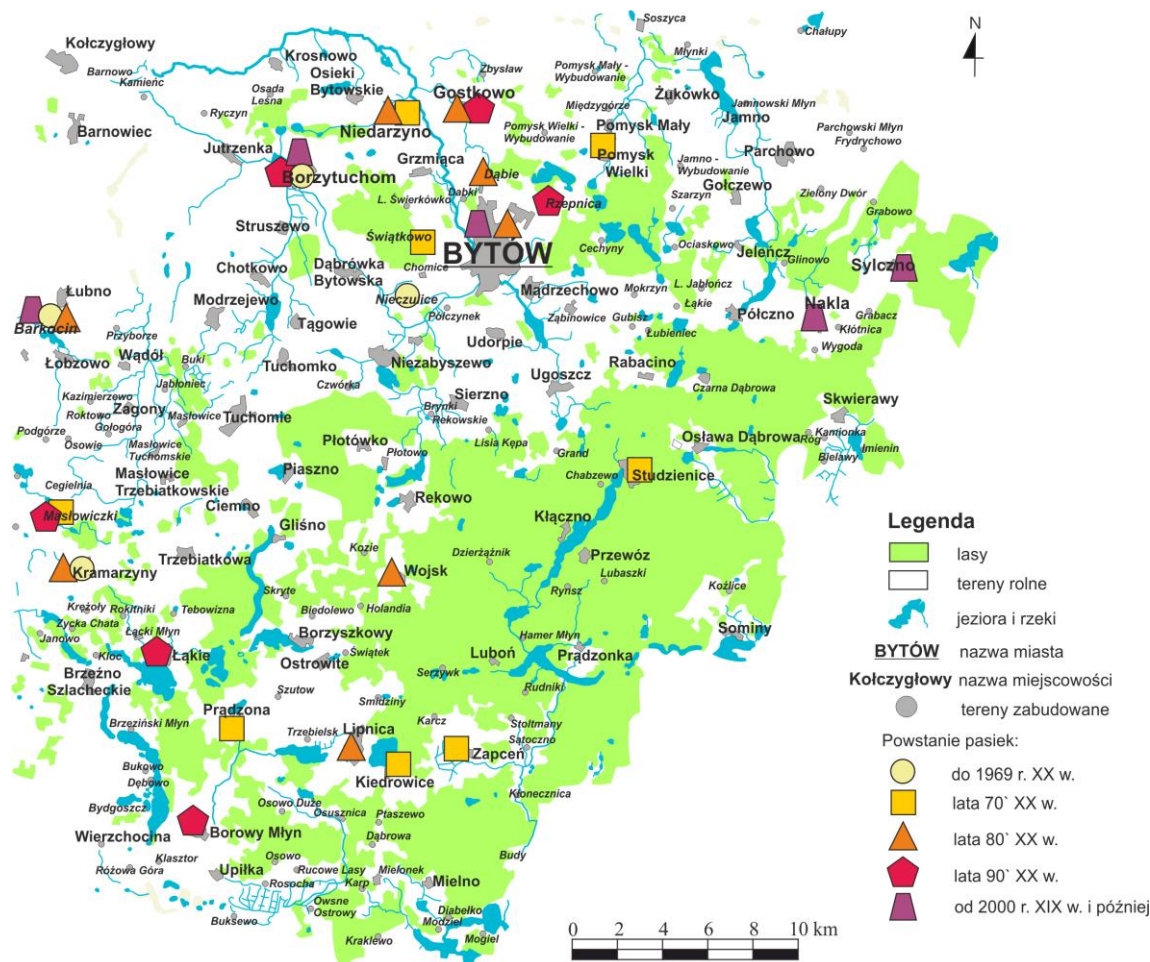 Soszyca
N
Chałupy
Kołczygłowy
Barnowo
Kamienc
Krosnowo
Osieki
Bytowskie
Zbysław
Młynki
Pomysk Mały -
Wybudowanie
Osada
Leśna
Gostkowo
Żukówko
Międzygórze
Jamnowski Młyn
Jamno
Ryczyn
Barnowiec
Niedarzyno
Pomysk Wielki -
Wybudowanie
Pomysk Mały
Parchowski Młyn
Frydrychowo
Jutrzenka
Grzmiąca
Pomysk
Wielki
Parchowo
Jamno -
Wybudowanie
Borzytuchom
Dąbie
Gołczewo
Dąbki
L. Świerkówko
Rzepnica
Szarzyn
Zielony Dwór
Grabowo
Struszewo
Świątkowo
BYTÓW
Cechyny
Ociaskowo
Jeleńcz
Glinowo
Sylczno
Chotkowo
Dąbrówka
Bytowska
Chomice
Mądrzechowo
Mokrzyn
L. Jabłończ
Łubno
Nieczulice
Łąkie
Nakla
Modrzejewo
Półczynek
Ząbinowice
Gubisz
Półczno
Grabacz
Barkocin
Tągowie
Łubieniec
Kłótnica
Przyborze
Udorpie
Wygoda
Łobzowo
Wądół
Buki
Tuchomko
Niezabyszewo
Rabacino
Jabłoniec
Czwórka
Ugoszcz
Czarna Dąbrowa
Kazimierzewo
Sierzno
Zagony
Roktowo
Gołogóra
Masłowice
Tuchomie
Brynki
Rekowskie
Skwierawy
Podgórze
Osowie
Masłowice
Tuchomskie
Płotówko
Lisia Kępa
Osława Dąbrowa
Róg
Kamionka
Płotowo
Grand
Imienin
Bielawy
Masłowice
Trzebiatkowskie
Piaszno
Chabzewo
Studzienice
Cegielnia
Ciemno
Rekowo
Masłowiczki
Gliśno
Kłączno
Legenda
Trzebiatkowa
Kozie
Dzierżążnik
Przewóz
lasy
Kramarzyny
Wojsk
Lubaszki
tereny rolne
Skryte
Rynsz
Koźlice
Krężoły
Rokitniki
Tebowizna
Biedolewo
Holandia
jeziora i rzeki
Zycka Chata
Łącki Młyn
Borzyszkowy
Hamer Młyn
Sominy
Janowo
Kloc
Łąkie
Ostrowite
Świątek
Luboń
Prądzonka
BYTÓW nazwa miasta
Brzeźno
Szlacheckie
Serzywk
Kołczygłowy nazwa miejscowości
Szutow
Smidziny
Rudniki
tereny zabudowane
Prądzona
Karcz
Stoltmany
Brzeziński Młyn
Trzebielsk
Lipnica
Sątoczno
Powstanie pasiek:
Zapceń
Bukowo
Dębowo
Kiedrowice
do 1969 r. XX w.
Kłonecznica
Bydgoszcz
Osowo Duże
Osusznica
Ptaszewo
lata 70` XX w.
Wierzchocina
Borowy Młyn
Dąbrowa
lata 80` XX w.
Klasztor
Osowo
Budy
Różowa Góra
Upiłka
Rucowe Lasy
Mielonek
lata 90` XX w.
Rosocha
Karp
Mielno
Owsne
Ostrowy
Diabełko
od 2000 r. XIX w. i później
Buksewo
Modziel
Kraklewo
Mogiel
0 2 4 6 8 10 km